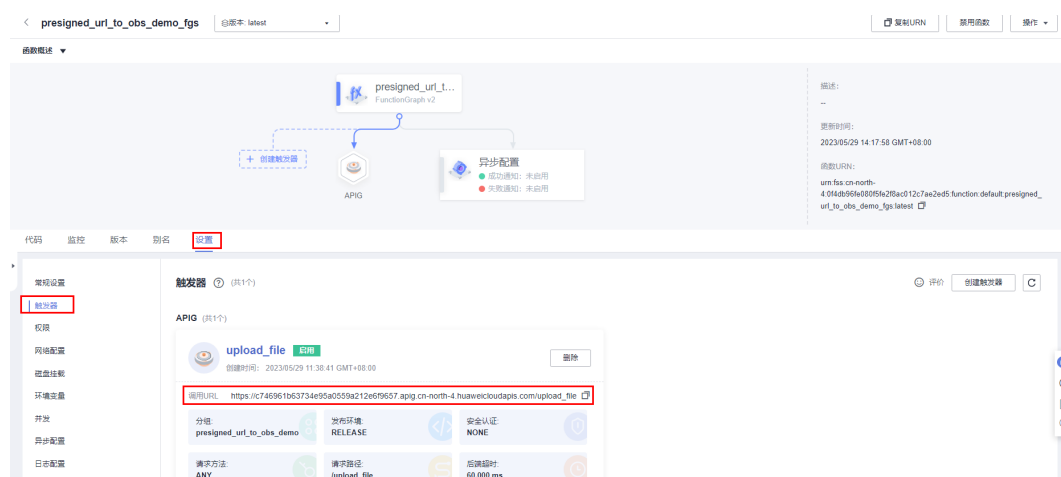 presigned_url_to_obs_demo_fgs
版本: latest
复制URN
禁用函数
操作
函数概述
presigned_url_t...
FunctionGraph v2
创建触发器
APIG
异步配置
成功通知：未启用
失败通知：未启用
描述:
--
更新时间:
2023/05/29 14:17:58 GMT+08:00
函数URN:
urn:fss:cn-north-
4:0f4db96fe080f5fe2f8ac012c7ae2ed5:function:default:presigned_
url_to_obs_demo_fgs:latest
代码 监控 版本 别名 设置
常规设置
触发器
权限
网络配置
磁盘挂载
环境变量
并发
异步配置
日志配置
触发器 (共1个)
评价
创建触发器
APIG (共1个)
upload_file 启用
创建时间: 2023/05/29 11:38:41 GMT+08:00
删除
调用URL https://c746961b63734e95a0559a212e6f9657.apig.cn-north-4.huaweicloudapis.com/upload_file
分组:
presigned_url_to_obs_demo
发布环境:
RELEASE
安全认证:
NONE
请求方法:
ANY
请求路径:
/upload_file
后端超时:
60,000 ms